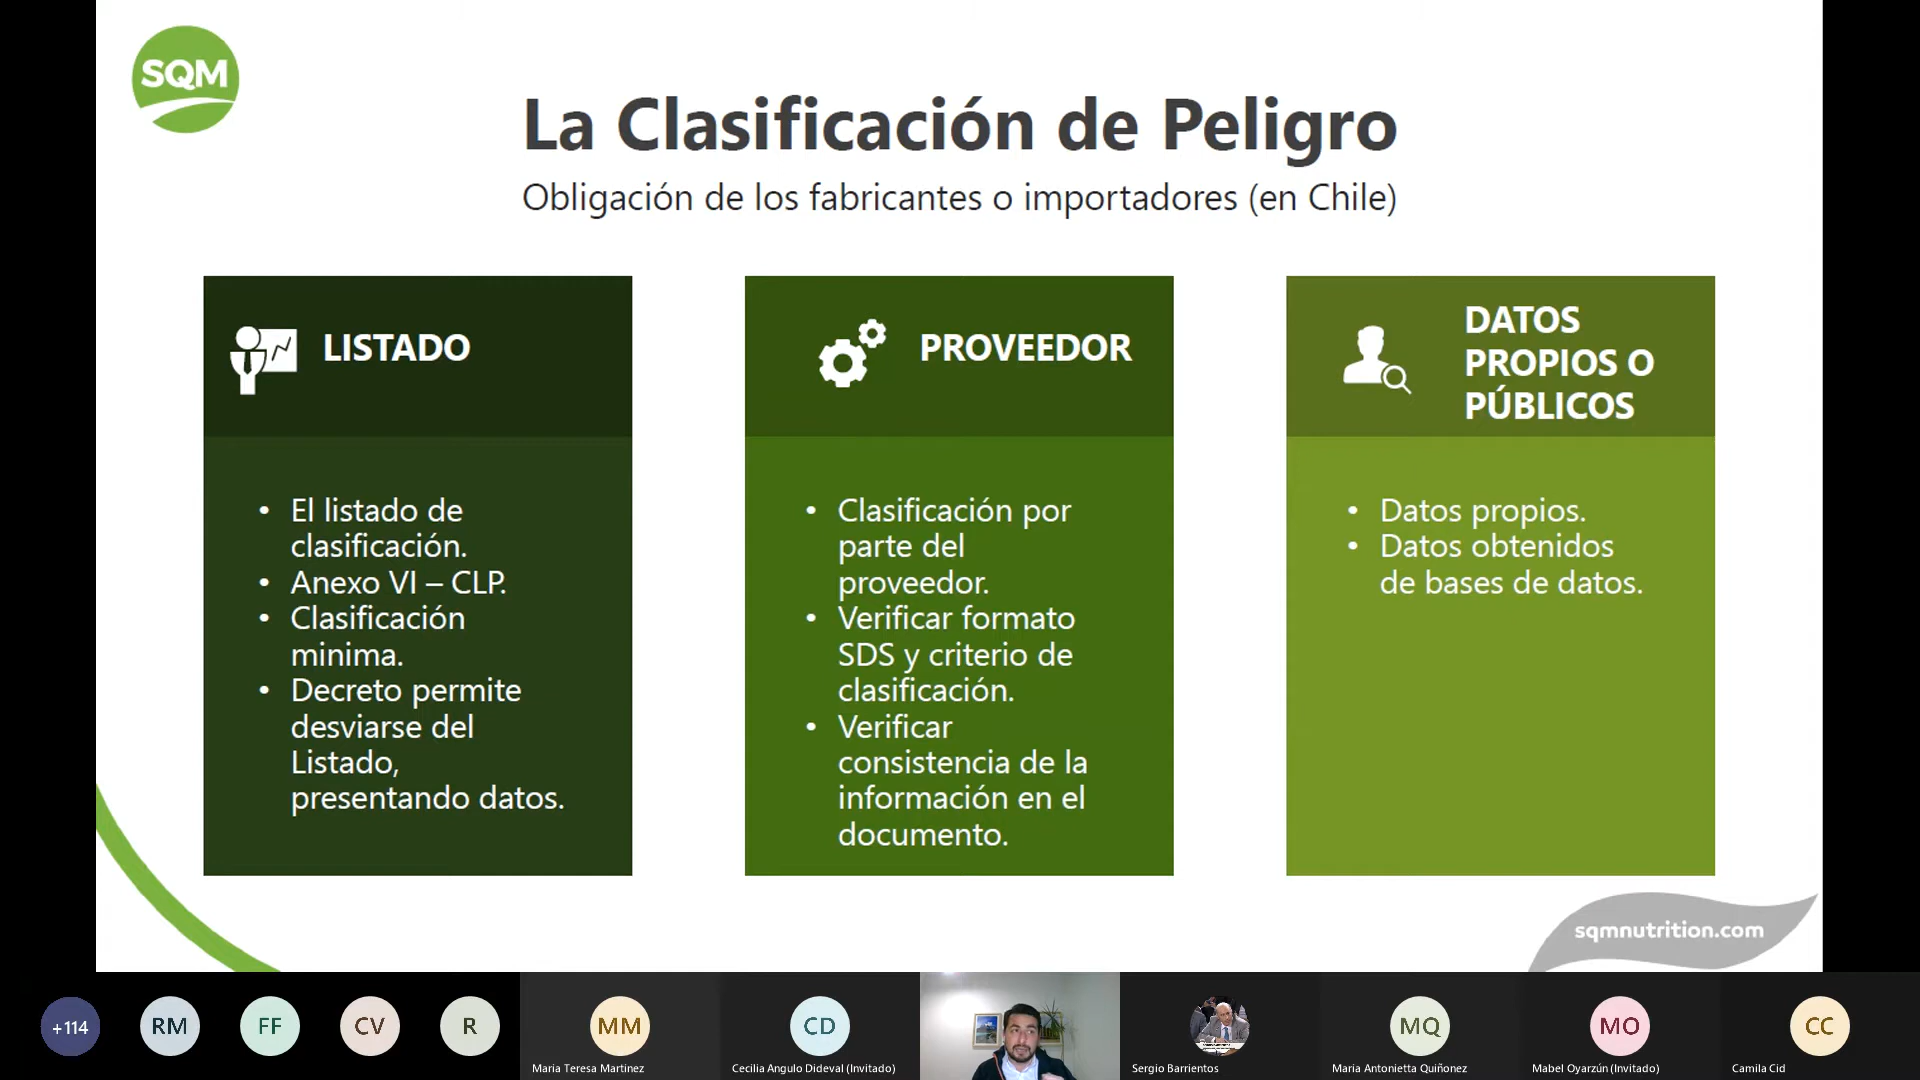 SQM
La Clasificación de Peligro
Obligación de los fabricantes o importadores (en Chile)
LISTADO
• El listado de
clasificación.
• Anexo VI – CLP.
• Clasificación
minima.
• Decreto permite
desviarse del
Listado,
presentando datos.
PROVEEDOR
• Clasificación por
parte del
proveedor.
• Verificar formato
SDS y criterio de
clasificación.
• Verificar
consistencia de la
información en el
documento.
DATOS
PROPIOS O
PÚBLICOS
• Datos propios.
• Datos obtenidos
de bases de datos.
sqmnutrition.com
+114
RM
FF
CV
R
MM
Maria Teresa Martinez
CD
Cecilia Angulo Dideval (Invitado)
Sergio Barrientos
MQ
Maria Antonietta Quiñonez
MO
Mabel Oyarzún (Invitado)
CC
Camila Cid